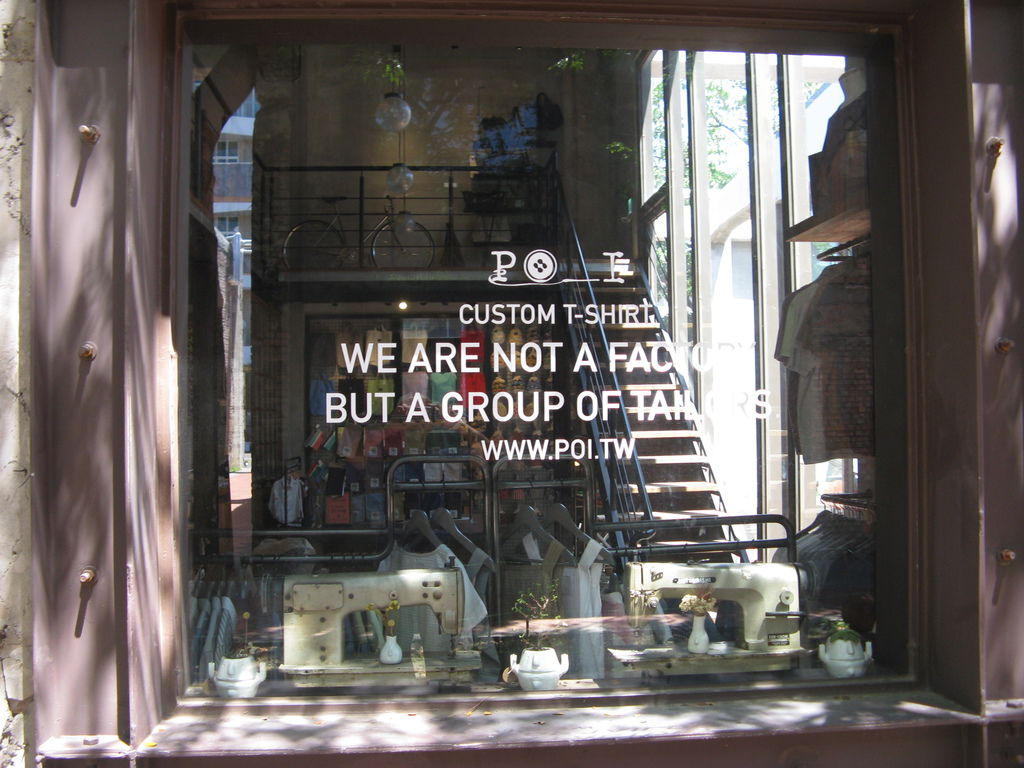 POI
CUSTOM T-SHIRT
WE ARE NOT A FACTORY
BUT A GROUP OF TAILORS.
WWW.POI.TW